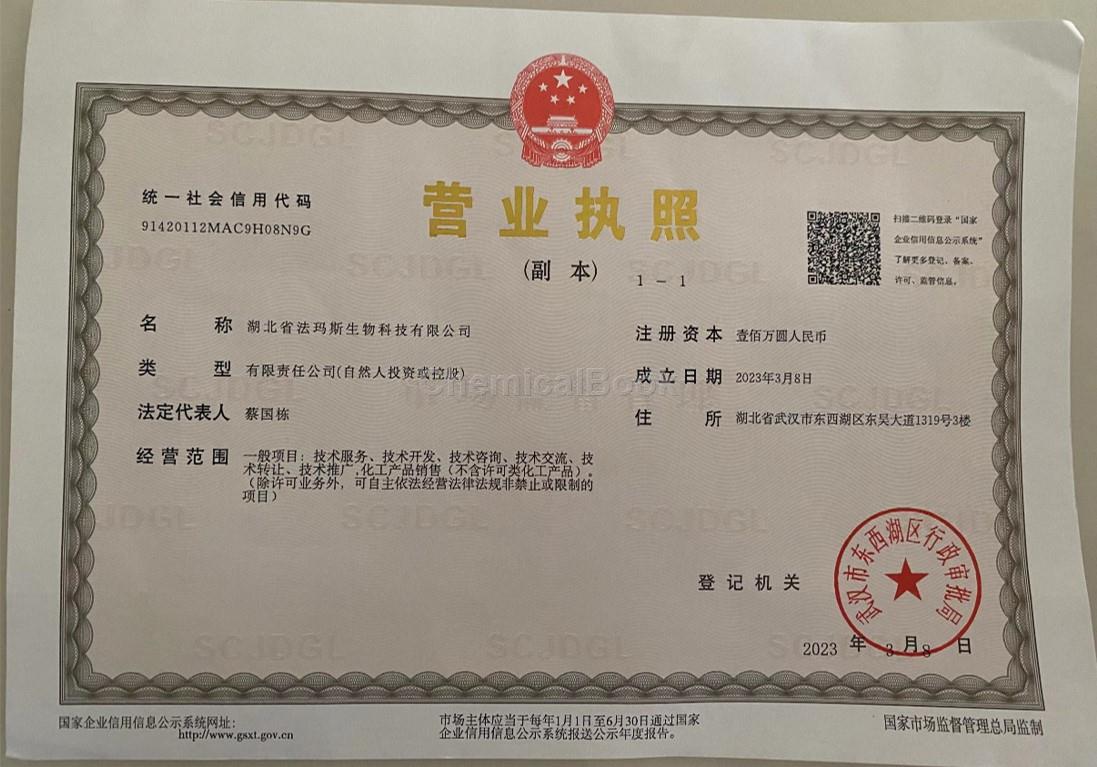 统一社会信用代码
91420112MAC9H08N9G
营业执照
(副 本)
1－1
扫描二维码登录“国家
企业信用信息公示系统”
了解更多登记、备案、
许可、监管信息。
名 称 湖北省法玛斯生物科技有限公司
类 型 有限责任公司(自然人投资或控股)
法定代表人 蔡国栋
经营范围 一般项目：技术服务、技术开发、技术咨询、技术交流、技
术转让、技术推广,化工产品销售（不含许可类化工产品）。
（除许可业务外，可自主依法经营法律法规非禁止或限制的
项目）
注册资本 壹佰万圆人民币
成立日期 2023年3月8日
住 所 湖北省武汉市东西湖区东吴大道1319号3楼
ChemicalBook
SCJDGL
登记机关
武汉市东西湖区行政审批局
2023 年 3 月 8 日
国家企业信用信息公示系统网址：
http://www.gsxt.gov.cn
市场主体应当于每年1月1日至6月30日通过国家
企业信用信息公示系统报送公示年度报告。
国家市场监督管理总局监制